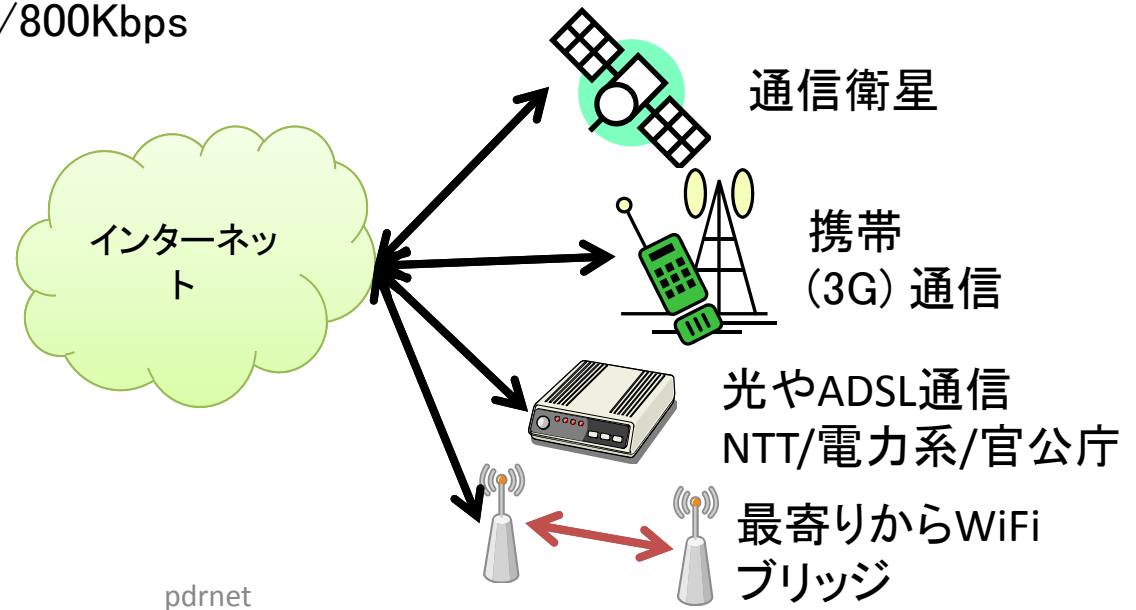 /800Kbps
通信衛星
インターネッ
ト
携帯
(3G) 通信
光やADSL通信
NTT/電力系/官公庁
最寄りからWiFi
ブリッジ
pdrnet